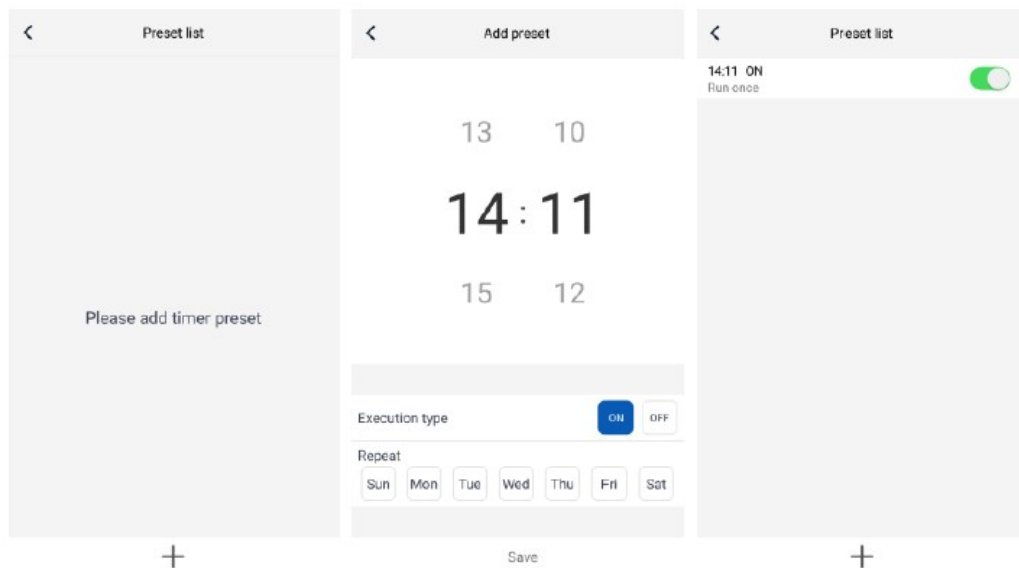 Preset list
Please add timer preset
+
Add preset
13 10
14 : 11
15 12
Execution type ON OFF
Repeat
Sun Mon Tue Wed Thu Fri Sat
Save
Preset list
14:11 ON
Run once
+